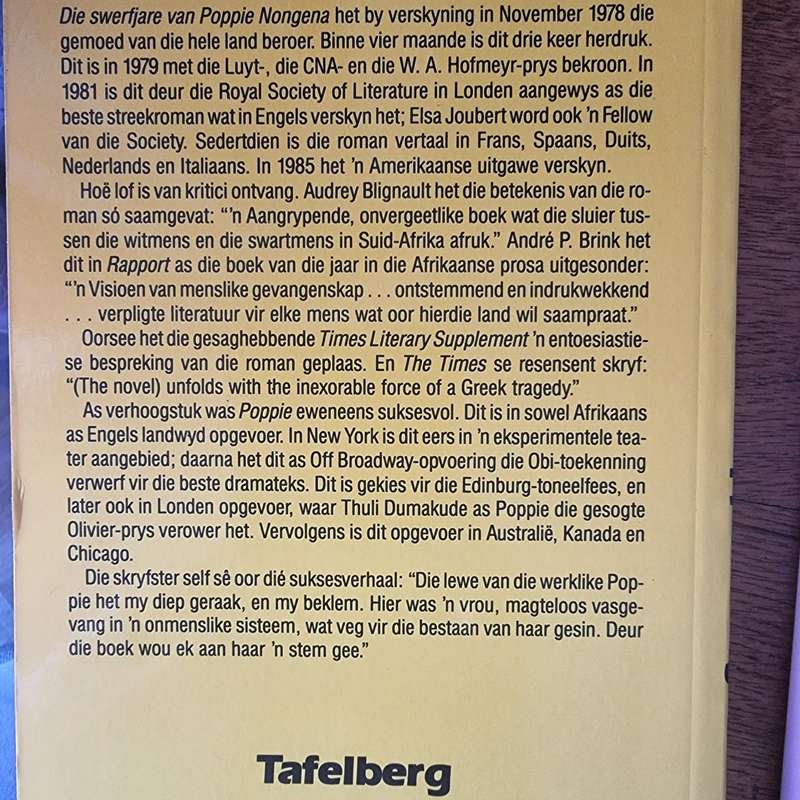 Die swerfjare van Poppie Nongena het by verskyning in November 1978 die
gemoed van die hele land beroer. Binne vier maande is dit drie keer herdruk.
Dit is in 1979 met die Luyt-, die CNA- en die W. A. Hofmeyr-prys bekroon. In
1981 is dit deur die Royal Society of Literature in Londen aangewys as die
beste streekroman wat in Engels verskyn het; Elsa Joubert word ook 'n Fellow
van die Society. Sedertdien is die roman vertaal in Frans, Spaans, Duits,
Nederlands en Italiaans. In 1985 het 'n Amerikaanse uitgawe verskyn.
Hoë lof is van kritici ontvang. Audrey Blignault het die betekenis van die ro-
man só saamgevat: “'n Aangrypende, onvergeetlike boek wat die sluier tus-
sen die witmens en die swartmens in Suid-Afrika afruk.” André P. Brink het
dit in Rapport as die boek van die jaar in die Afrikaanse prosa uitgesonder:
“'n Visioen van menslike gevangenskap . . . ontstemmend en indrukwekkend
. . . verpligte literatuur vir elke mens wat oor hierdie land wil saampraat.”
Oorsee het die gesaghebbende Times Literary Supplement 'n entoesiastie-
se bespreking van die roman geplaas. En The Times se resensent skryf:
“(The novel) unfolds with the inexorable force of a Greek tragedy.”
As verhoogstuk was Poppie eweneens suksesvol. Dit is in sowel Afrikaans
as Engels landwyd opgevoer. In New York is dit eers in 'n eksperimentele tea-
ter aangebied; daarna het dit as Off Broadway-opvoering die Obi-toekenning
verwerf vir die beste dramateks. Dit is gekies vir die Edinburg-toneelfees, en
later ook in Londen opgevoer, waar Thuli Dumakude as Poppie die gesogte
Olivier-prys verower het. Vervolgens is dit opgevoer in Australië, Kanada en
Chicago.
Die skryfster self sê oor dié suksesverhaal: “Die lewe van die werklike Pop-
pie het my diep geraak, en my beklem. Hier was 'n vrou, magteloos vasge-
vang in 'n onmenslike sisteem, wat veg vir die bestaan van haar gesin. Deur
die boek wou ek aan haar 'n stem gee.”
Tafelberg